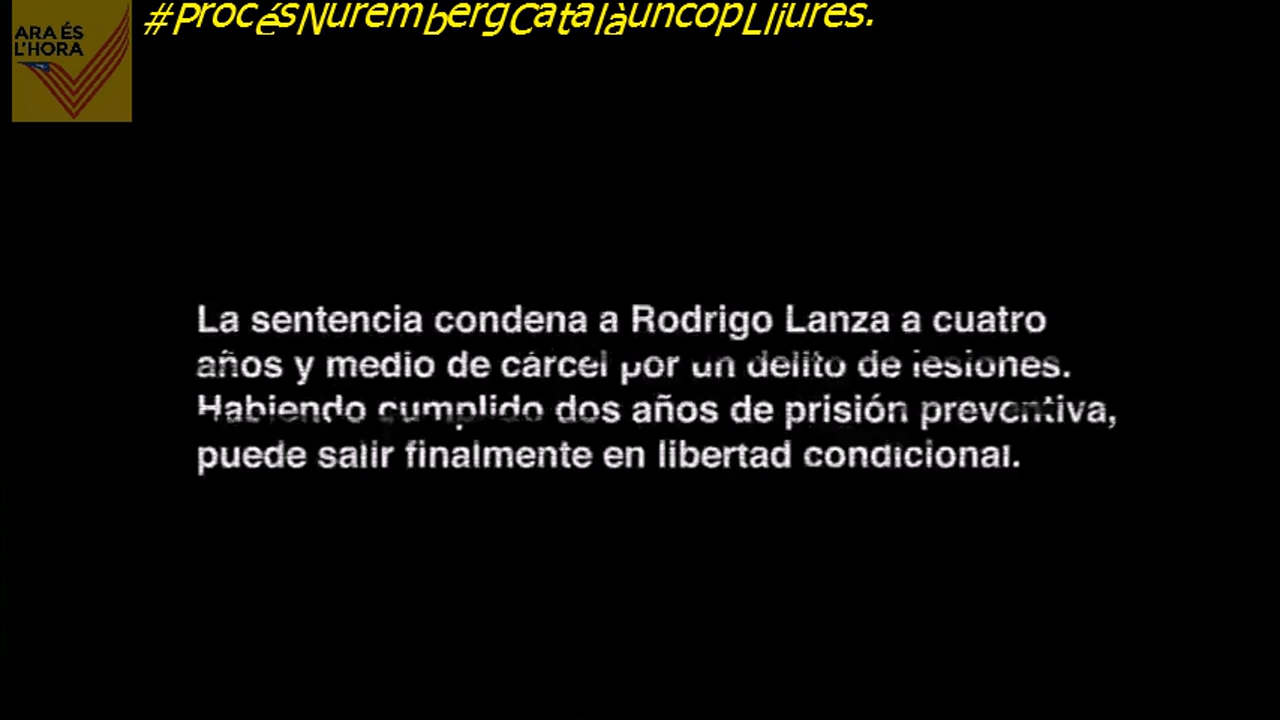 #ProcésNurembergCatalàuncopLliures.
ARA ÉS
L'HORA
La sentencia condena a Rodrigo Lanza a cuatro
años y medio de cárcel por un delito de lesiones.
Habiendo cumplido dos años de prisión preventiva,
puede salir finalmente en libertad condicional.